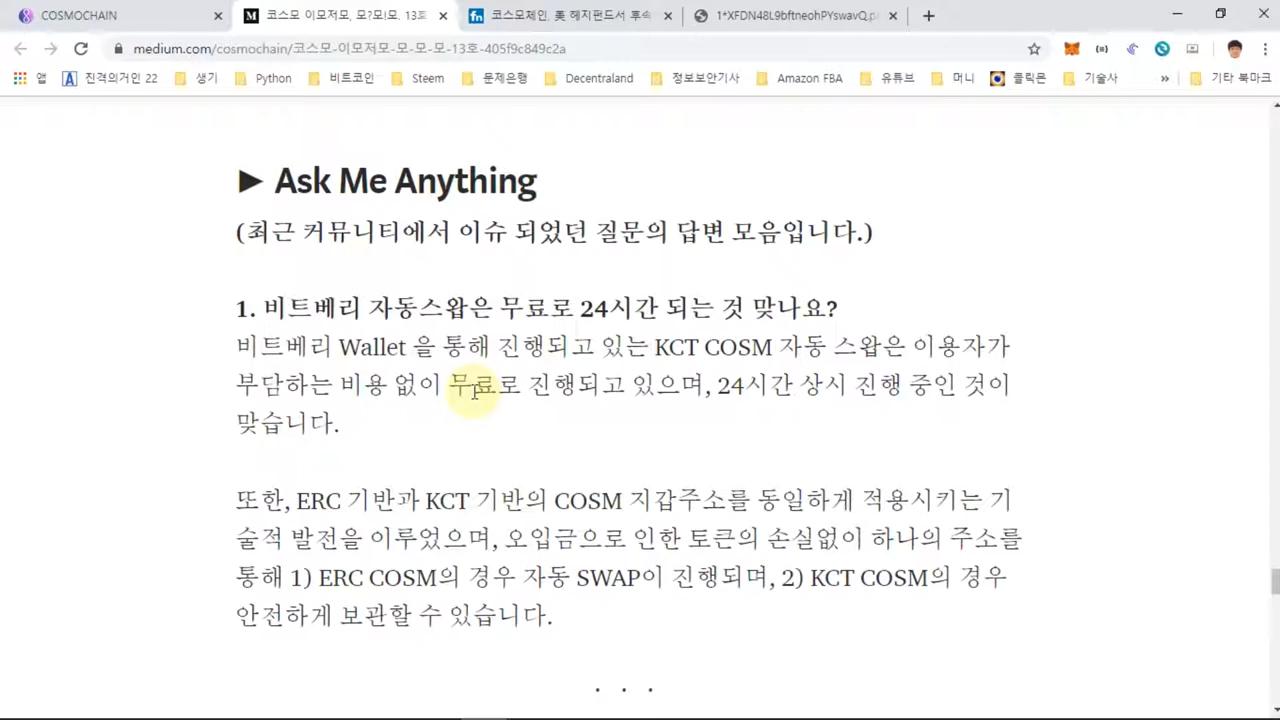 COSMOCHAIN
코스모 이모저모, 모?모!모. 13호
코스모체인, 美 헤지펀드서 후속
1*XFDN48L9bftneohPYswavQ.p
medium.com/cosmochain/코스모-이모저모-모-모-모-13호-405f9c849c2a
앱 진격의거인 22 생기 Python 비트코인 Steem 문제은행 Decentraland 정보보안기사 Amazon FBA 유튜브 머니 클릭몬 기술사 » 기타 북마크
► Ask Me Anything
(최근 커뮤니티에서 이슈 되었던 질문의 답변 모음입니다.)
1. 비트베리 자동스왑은 무료로 24시간 되는 것 맞나요?
비트베리 Wallet 을 통해 진행되고 있는 KCT COSM 자동 스왑은 이용자가
부담하는 비용 없이 무료로 진행되고 있으며, 24시간 상시 진행 중인 것이
맞습니다.
또한, ERC 기반과 KCT 기반의 COSM 지갑주소를 동일하게 적용시키는 기
술적 발전을 이루었으며, 오입금으로 인한 토큰의 손실없이 하나의 주소를
통해 1) ERC COSM의 경우 자동 SWAP이 진행되며, 2) KCT COSM의 경우
안전하게 보관할 수 있습니다.
. . .